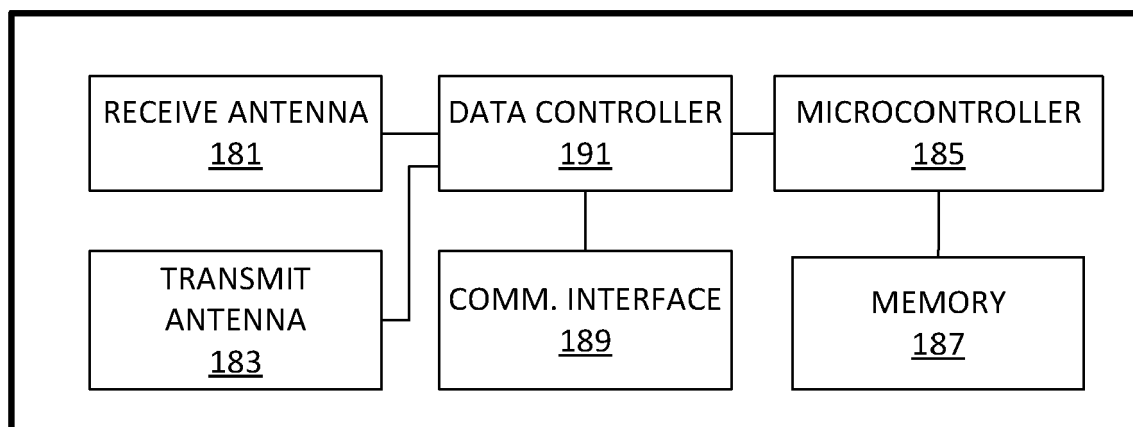 RECEIVE ANTENNA
181
DATA CONTROLLER
191
MICROCONTROLLER
185
TRANSMIT
ANTENNA
183
COMM. INTERFACE
189
MEMORY
187